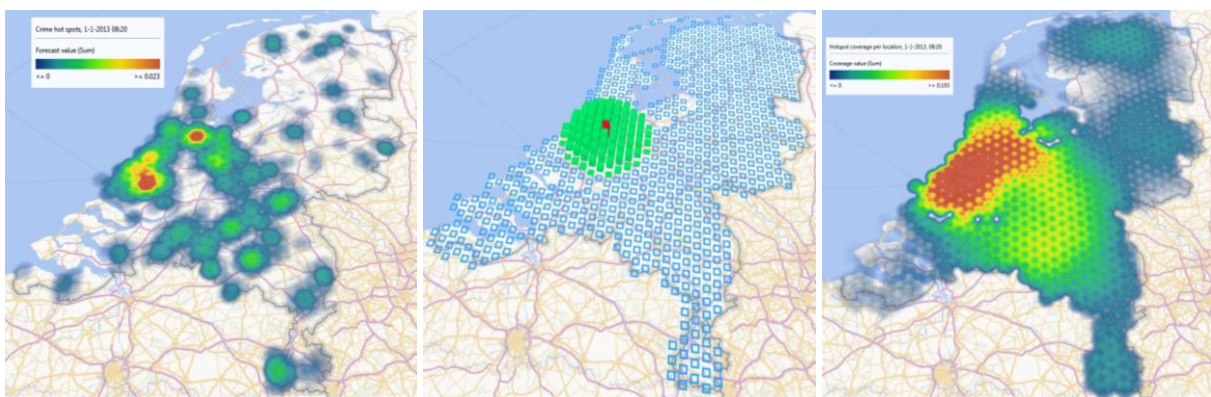 Crime hot spots, 1-1-2013 08:20
Forecast value (Sum)
<= 0
>= 0.023
Hotspot coverage per location, 1-1-2013, 08:20
Coverage value (Sum)
<= 0
>= 0.193